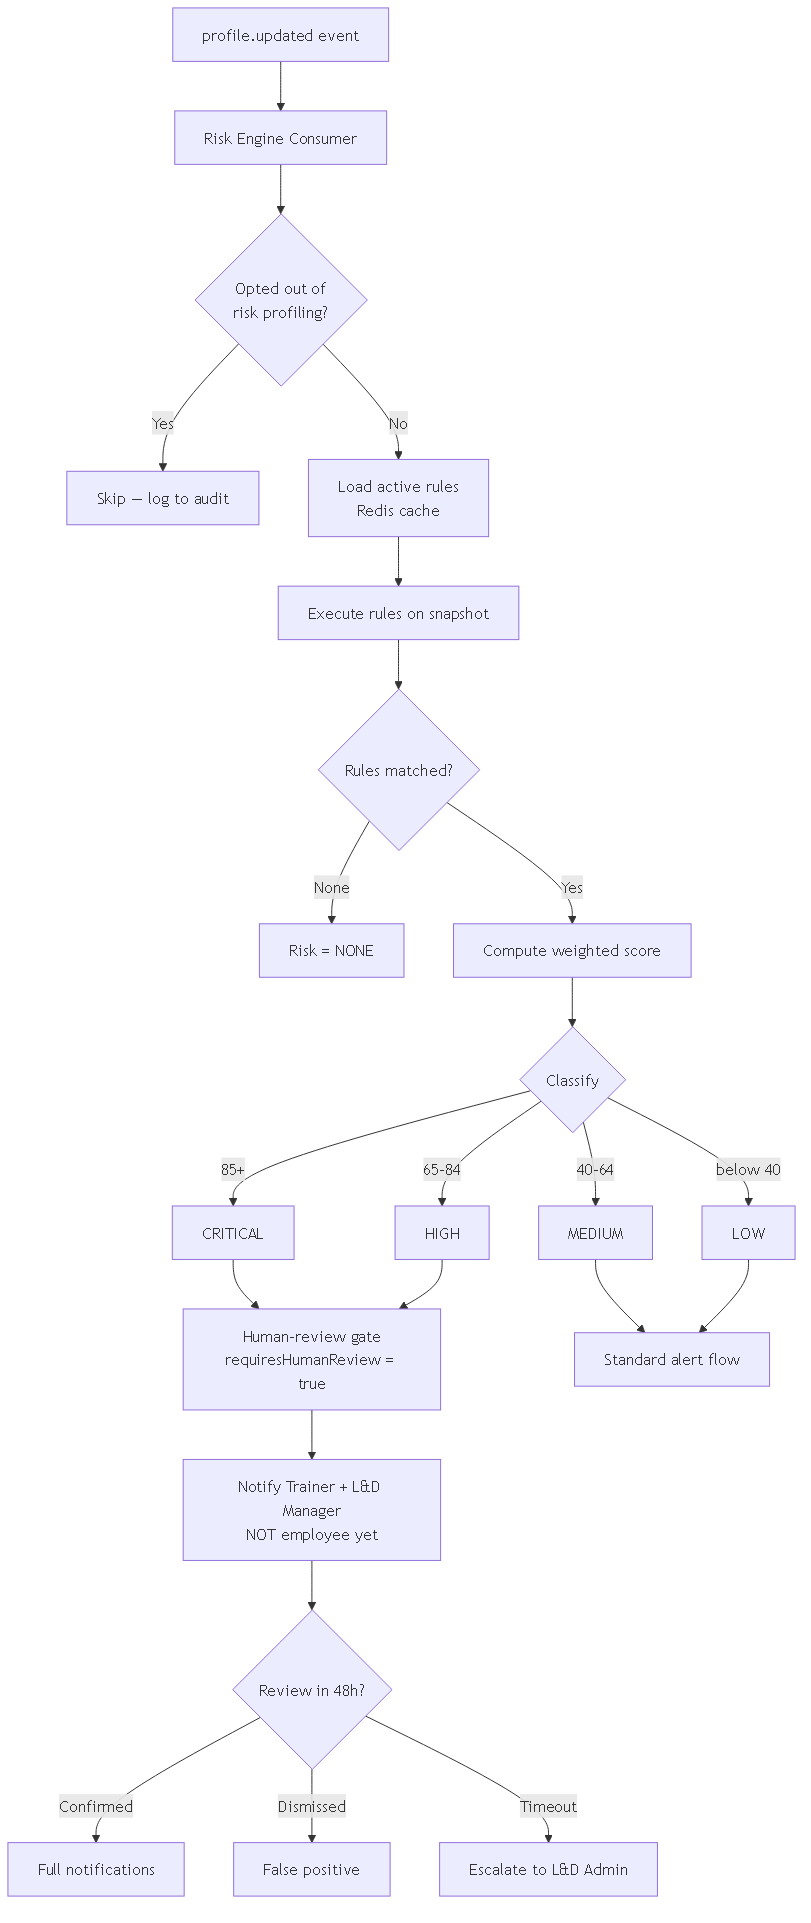 profile.updated event
Risk Engine Consumer
Opted out of
risk profiling?
Yes
No
Skip — log to audit
Load active rules
Redis cache
Execute rules on snapshot
Rules matched?
None
Yes
Risk = NONE
Compute weighted score
Classify
85+
65-84
40-64
below 40
CRITICAL
HIGH
MEDIUM
LOW
Human-review gate
requiresHumanReview =
true
Standard alert flow
Notify Trainer + L&D
Manager
NOT employee yet
Review in 48h?
Confirmed
Dismissed
Timeout
Full notifications
False positive
Escalate to L&D Admin